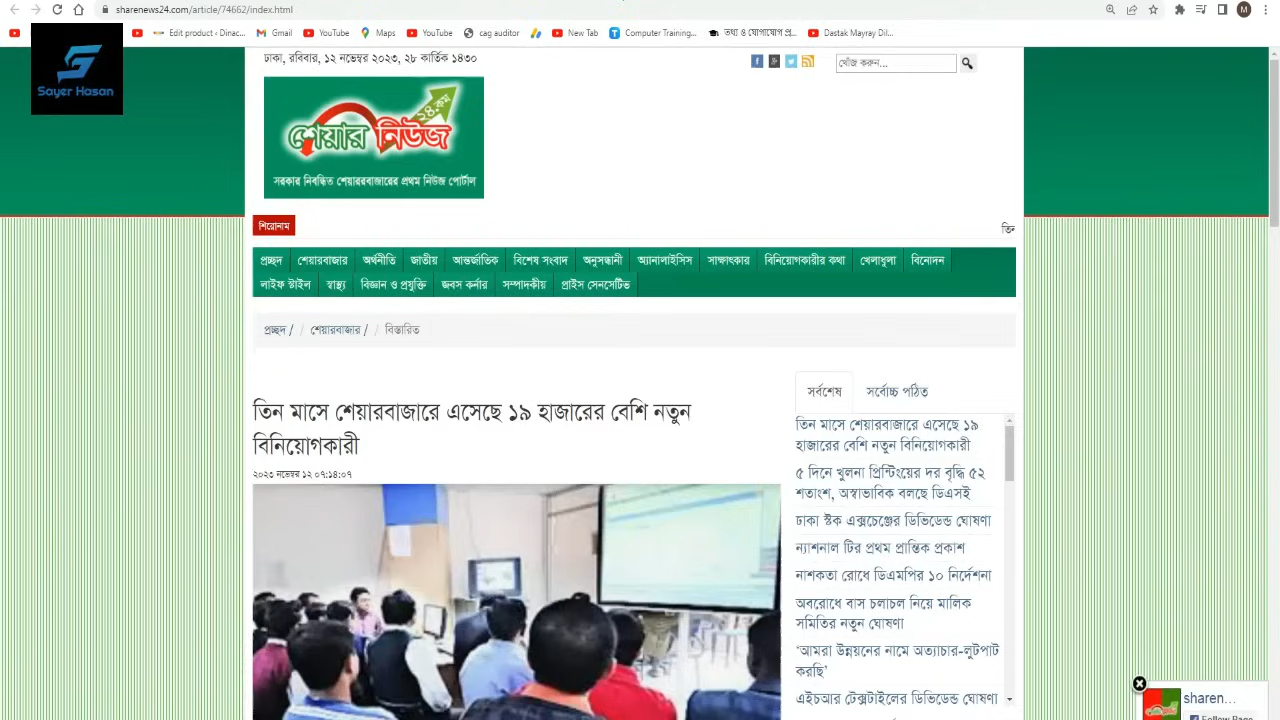 sharenews24.com/article/74662/index.html
M
Edit product ‹ Dinac...
Gmail
YouTube
Maps
YouTube
cag auditor
New Tab
Computer Training...
তথ্য ও যোগাযোগ প্র...
Dastak Mayray Dil...
Sayer Hasan
ঢাকা, রবিবার, ১২ নভেম্বর ২০২৩, ২৮ কার্তিক ১৪৩০
খোঁজ করুন...
শেয়ার নিউজ ২৪.কম
সরকার নিবন্ধিত শেয়ারবাজারের প্রথম নিউজ পোর্টাল
শিরোনাম
তিন
প্রচ্ছদ শেয়ারবাজার অর্থনীতি জাতীয় আন্তর্জাতিক বিশেষ সংবাদ অনুসন্ধানী অ্যানালাইসিস সাক্ষাৎকার বিনিয়োগকারীর কথা খেলাধুলা বিনোদন
লাইফ স্টাইল স্বাস্থ্য বিজ্ঞান ও প্রযুক্তি জবস কর্নার সম্পাদকীয় প্রাইস সেনসেটিভ
প্রচ্ছদ / / শেয়ারবাজার / / বিস্তারিত
তিন মাসে শেয়ারবাজারে এসেছে ১৯ হাজারের বেশি নতুন
বিনিয়োগকারী
২০২৩ নভেম্বর ১২ ০৭:১৪:০৭
সর্বশেষ সর্বোচ্চ পঠিত
তিন মাসে শেয়ারবাজারে এসেছে ১৯
হাজারের বেশি নতুন বিনিয়োগকারী
৫ দিনে খুলনা প্রিন্টিংয়ের দর বৃদ্ধি ৫২
শতাংশ, অস্বাভাবিক বলছে ডিএসই
ঢাকা স্টক এক্সচেঞ্জের ডিভিডেন্ড ঘোষণা
ন্যাশনাল টির প্রথম প্রান্তিক প্রকাশ
নাশকতা রোধে ডিএমপির ১০ নির্দেশনা
অবরোধে বাস চলাচল নিয়ে মালিক
সমিতির নতুন ঘোষণা
‘আমরা উন্নয়নের নামে অত্যাচার-লুটপাট
করছি’
এইচআর টেক্সটাইলের ডিভিডেন্ড ঘোষণা
sharen...
Follow Page